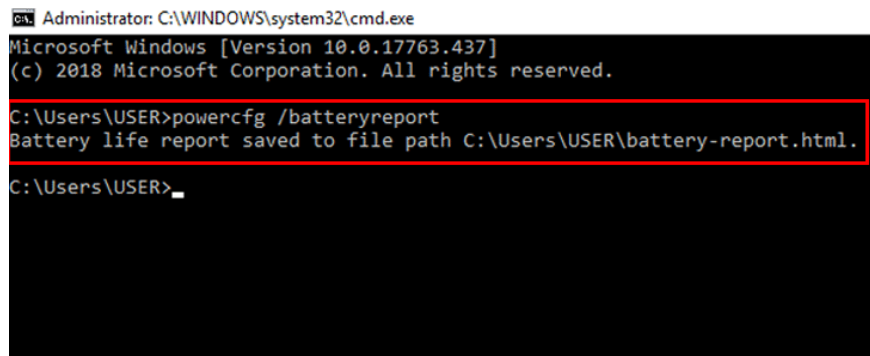 Administrator: C:\WINDOWS\system32\cmd.exe
Microsoft Windows [Version 10.0.17763.437]
(c) 2018 Microsoft Corporation. All rights reserved.
C:\Users\USER>powercfg /batteryreport
Battery life report saved to file path C:\Users\USER\battery-report.html.
C:\Users\USER>